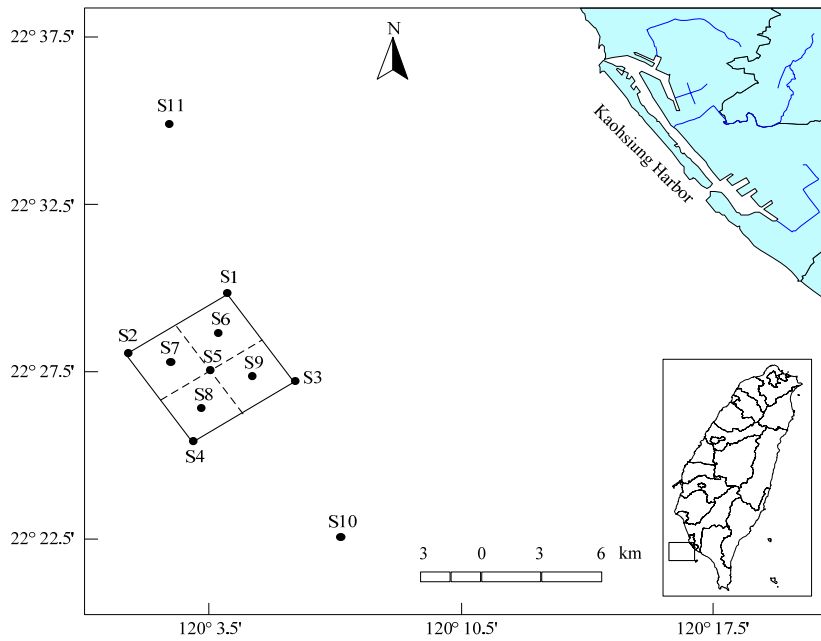 22° 37.5'
N
S11
Kaohsiung Harbor
22° 32.5'
S1
S6
S2
S7
S5
S9
S3
22° 27.5'
S8
S4
S10
22° 22.5'
3 0 3 6 km
120° 3.5' 120° 10.5' 120° 17.5'